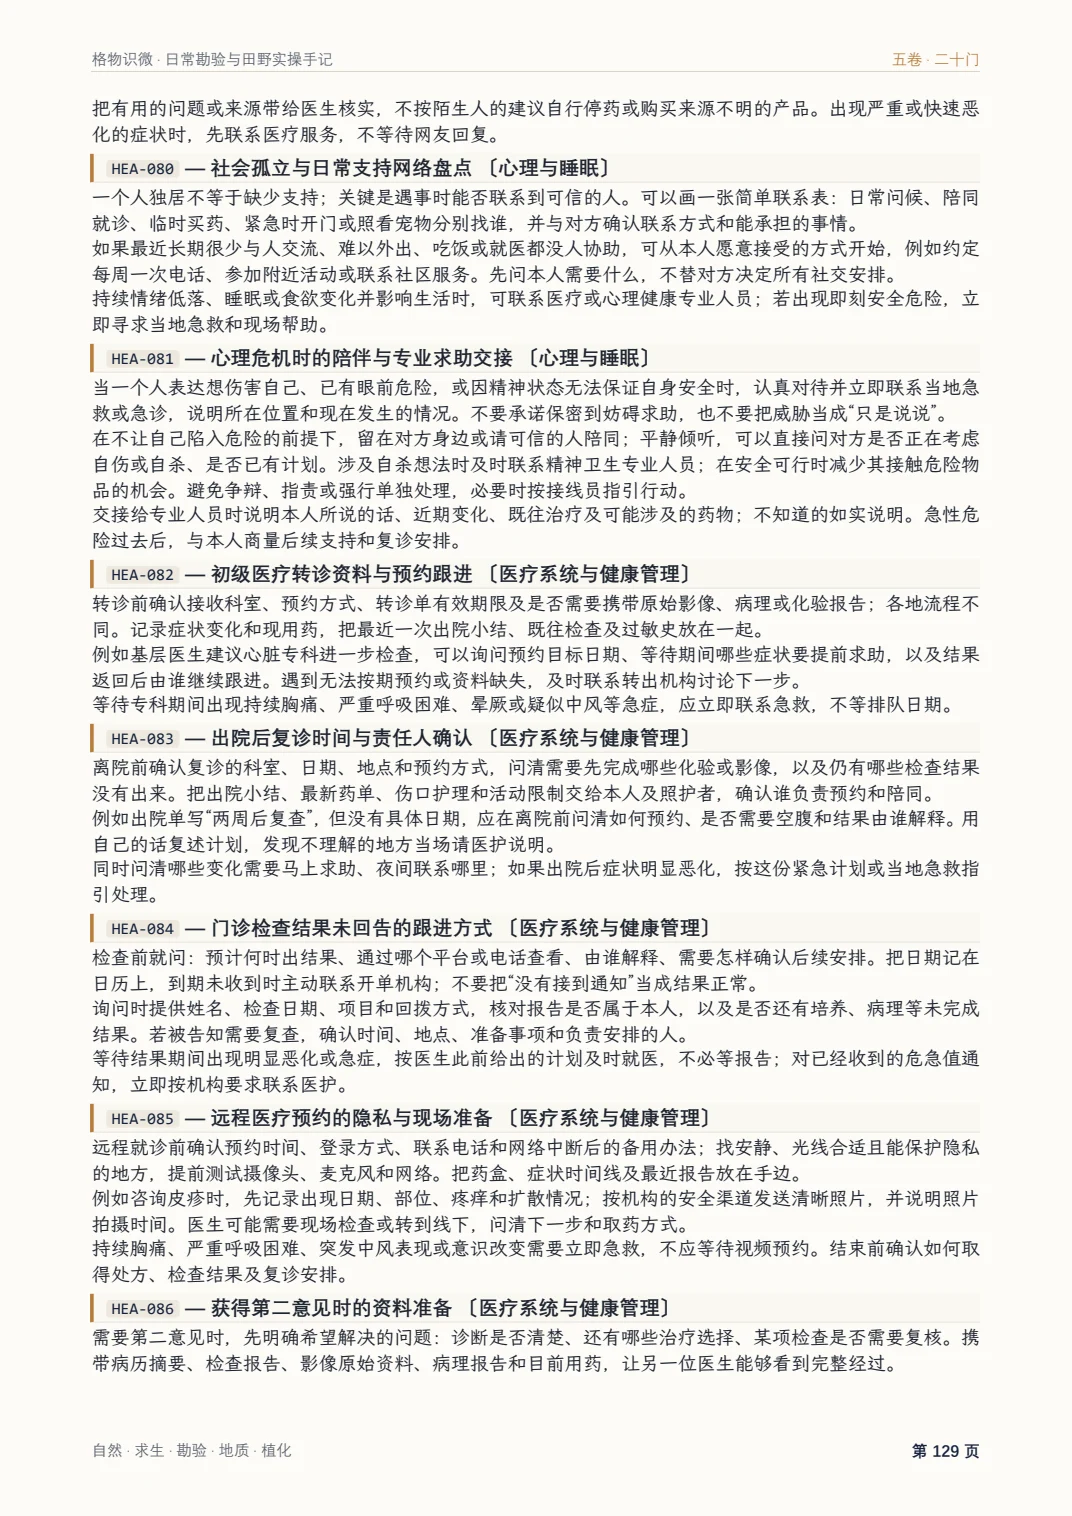 格物识微 · 日常勘验与田野实操手记
五卷 · 二十门
把有用的问题或来源带给医生核实，不按陌生人的建议自行停药或购买来源不明的产品。出现严重或快速恶
化的症状时，先联系医疗服务，不等待网友回复。
HEA-080 — 社会孤立与日常支持网络盘点 〔心理与睡眠〕
一个人独居不等于缺少支持；关键是遇事时能否联系到可信的人。可以画一张简单联系表：日常问候、陪同
就诊、临时买药、紧急时开门或照看宠物分别找谁，并与对方确认联系方式和能承担的事情。
如果最近长期很少与人交流、难以外出、吃饭或就医都没人协助，可从本人愿意接受的方式开始，例如约定
每周一次电话、参加附近活动或联系社区服务。先问本人需要什么，不替对方决定所有社交安排。
持续情绪低落、睡眠或食欲变化并影响生活时，可联系医疗或心理健康专业人员；若出现即刻安全危险，立
即寻求当地急救和现场帮助。
HEA-081 — 心理危机时的陪伴与专业求助交接 〔心理与睡眠〕
当一个人表达想伤害自己、已有眼前危险，或因精神状态无法保证自身安全时，认真对待并立即联系当地急
救或急诊，说明所在位置和现在发生的情况。不要承诺保密到妨碍求助，也不要把威胁当成“只是说说”。
在不让自己陷入危险的前提下，留在对方身边或请可信的人陪同；平静倾听，可以直接问对方是否正在考虑
自伤或自杀、是否已有计划。涉及自杀想法时及时联系精神卫生专业人员；在安全可行时减少其接触危险物
品的机会。避免争辩、指责或强行单独处理，必要时按接线员指引行动。
交接给专业人员时说明本人所说的话、近期变化、既往治疗及可能涉及的药物；不知道的如实说明。急性危
险过去后，与本人商量后续支持和复诊安排。
HEA-082 — 初级医疗转诊资料与预约跟进 〔医疗系统与健康管理〕
转诊前确认接收科室、预约方式、转诊单有效期限及是否需要携带原始影像、病理或化验报告；各地流程不
同。记录症状变化和现用药，把最近一次出院小结、既往检查及过敏史放在一起。
例如基层医生建议心脏专科进一步检查，可以询问预约目标日期、等待期间哪些症状要提前求助，以及结果
返回后由谁继续跟进。遇到无法按期预约或资料缺失，及时联系转出机构讨论下一步。
等待专科期间出现持续胸痛、严重呼吸困难、晕厥或疑似中风等急症，应立即联系急救，不等排队日期。
HEA-083 — 出院后复诊时间与责任人确认 〔医疗系统与健康管理〕
离院前确认复诊的科室、日期、地点和预约方式，问清需要先完成哪些化验或影像，以及仍有哪些检查结果
没有出来。把出院小结、最新药单、伤口护理和活动限制交给本人及照护者，确认谁负责预约和陪同。
例如出院单写“两周后复查”，但没有具体日期，应在离院前问清如何预约、是否需要空腹和结果由谁解释。用
自己的话复述计划，发现不理解的地方当场请医护说明。
同时问清哪些变化需要马上求助、夜间联系哪里；如果出院后症状明显恶化，按这份紧急计划或当地急救指
引处理。
HEA-084 — 门诊检查结果未回告的跟进方式 〔医疗系统与健康管理〕
检查前就问：预计何时出结果、通过哪个平台或电话查看、由谁解释、需要怎样确认后续安排。把日期记在
日历上，到期未收到时主动联系开单机构；不要把“没有接到通知”当成结果正常。
询问时提供姓名、检查日期、项目和回拨方式，核对报告是否属于本人，以及是否还有培养、病理等未完成
结果。若被告知需要复查，确认时间、地点、准备事项和负责安排的人。
等待结果期间出现明显恶化或急症，按医生此前给出的计划及时就医，不必等报告；对已经收到的危急值通
知，立即按机构要求联系医护。
HEA-085 — 远程医疗预约的隐私与现场准备 〔医疗系统与健康管理〕
远程就诊前确认预约时间、登录方式、联系电话和网络中断后的备用办法；找安静、光线合适且能保护隐私
的地方，提前测试摄像头、麦克风和网络。把药盒、症状时间线及最近报告放在手边。
例如咨询皮疹时，先记录出现日期、部位、疼痒和扩散情况；按机构的安全渠道发送清晰照片，并说明照片
拍摄时间。医生可能需要现场检查或转到线下，问清下一步和取药方式。
持续胸痛、严重呼吸困难、突发中风表现或意识改变需要立即急救，不应等待视频预约。结束前确认如何取
得处方、检查结果及复诊安排。
HEA-086 — 获得第二意见时的资料准备 〔医疗系统与健康管理〕
需要第二意见时，先明确希望解决的问题：诊断是否清楚、还有哪些治疗选择、某项检查是否需要复核。携
带病历摘要、检查报告、影像原始资料、病理报告和目前用药，让另一位医生能够看到完整经过。
自然 · 求生 · 勘验 · 地质 · 植化
第 129 页